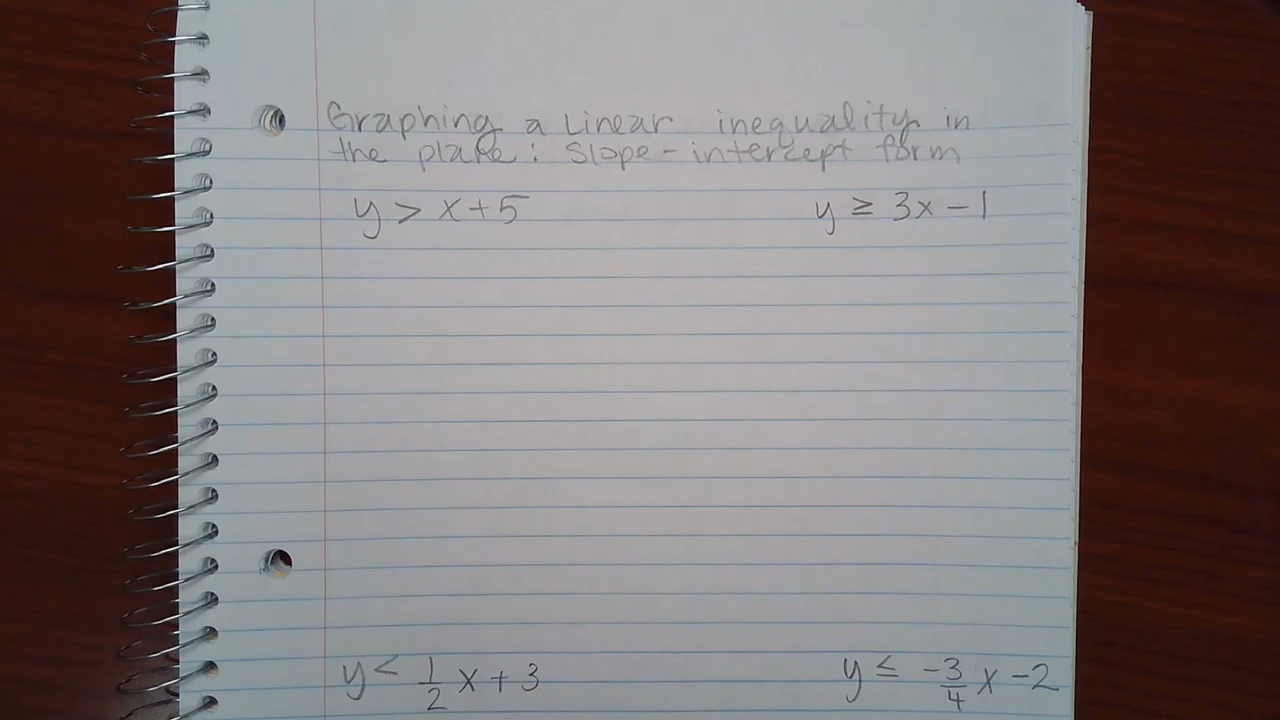 Graphing a Linear inequality in
the plane: Slope-intercept form
y > x+5 y ≥ 3x-1
y < 1/2 x + 3 y ≤ -3/4 x - 2